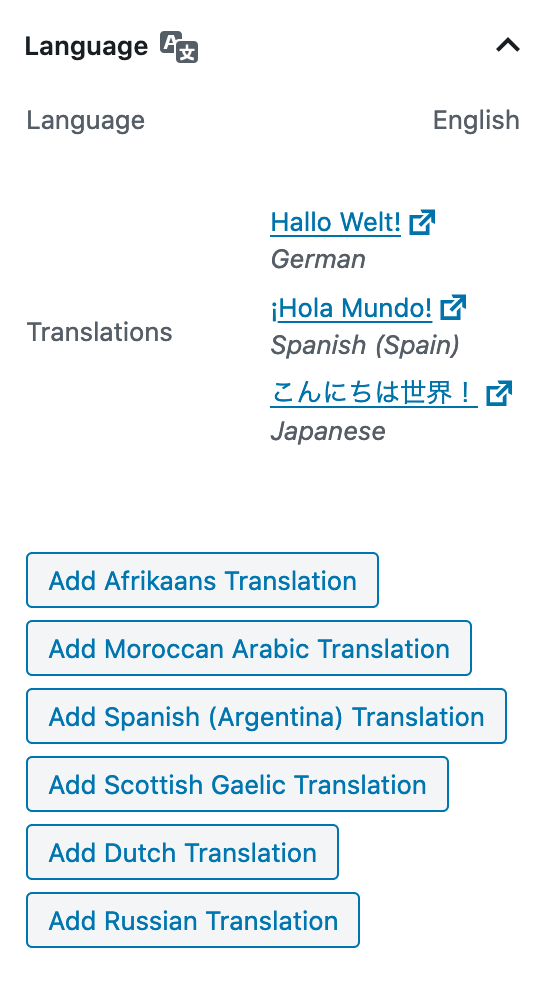 Language
Language English
Hallo Welt!
German
¡Hola Mundo!
Translations
Spanish (Spain)
こんにちは世界！
Japanese
Add Afrikaans Translation
Add Moroccan Arabic Translation
Add Spanish (Argentina) Translation
Add Scottish Gaelic Translation
Add Dutch Translation
Add Russian Translation